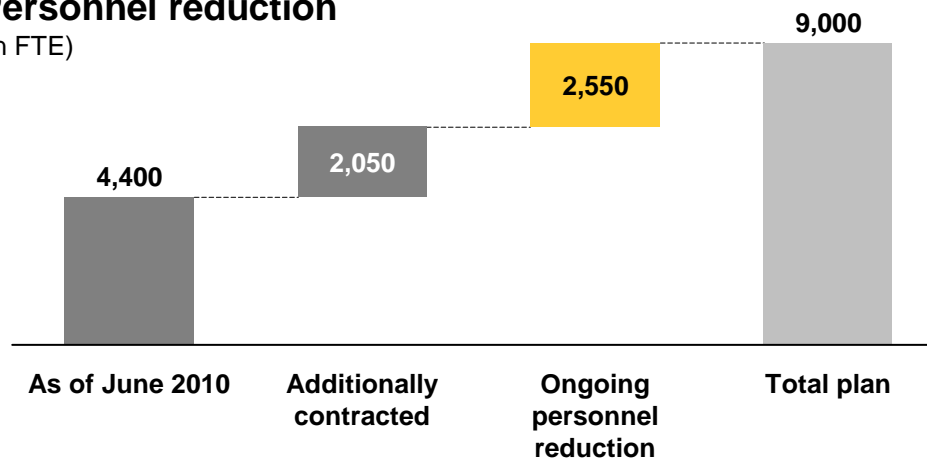 Personnel reduction
n FTE)
9,000
2,550
2,050
4,400
As of June 2010
Additionally
contracted
Ongoing
personnel
reduction
Total plan